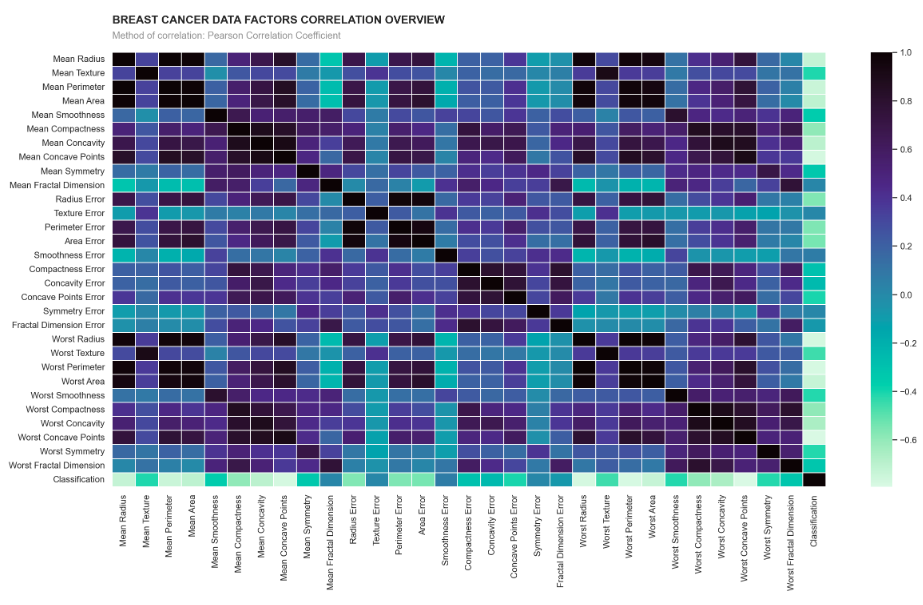 BREAST CANCER DATA FACTORS CORRELATION OVERVIEW
Method of correlation: Pearson Correlation Coefficient
Mean Radius
Mean Texture
Mean Perimeter
Mean Area
Mean Smoothness
Mean Compactness
Mean Concavity
Mean Concave Points
Mean Symmetry
Mean Fractal Dimension
Radius Error
Texture Error
Perimeter Error
Area Error
Smoothness Error
Compactness Error
Concavity Error
Concave Points Error
Symmetry Error
Fractal Dimension Error
Worst Radius
Worst Texture
Worst Perimeter
Worst Area
Worst Smoothness
Worst Compactness
Worst Concavity
Worst Concave Points
Worst Symmetry
Worst Fractal Dimension
Classification
Mean Radius
Mean Texture
Mean Perimeter
Mean Area
Mean Smoothness
Mean Compactness
Mean Concavity
Mean Concave Points
Mean Symmetry
Mean Fractal Dimension
Radius Error
Texture Error
Perimeter Error
Area Error
Smoothness Error
Compactness Error
Concavity Error
Concave Points Error
Symmetry Error
Fractal Dimension Error
Worst Radius
Worst Texture
Worst Perimeter
Worst Area
Worst Smoothness
Worst Compactness
Worst Concavity
Worst Concave Points
Worst Symmetry
Worst Fractal Dimension
Classification
1.0
0.8
0.6
0.4
0.2
0.0
−0.2
−0.4
−0.6